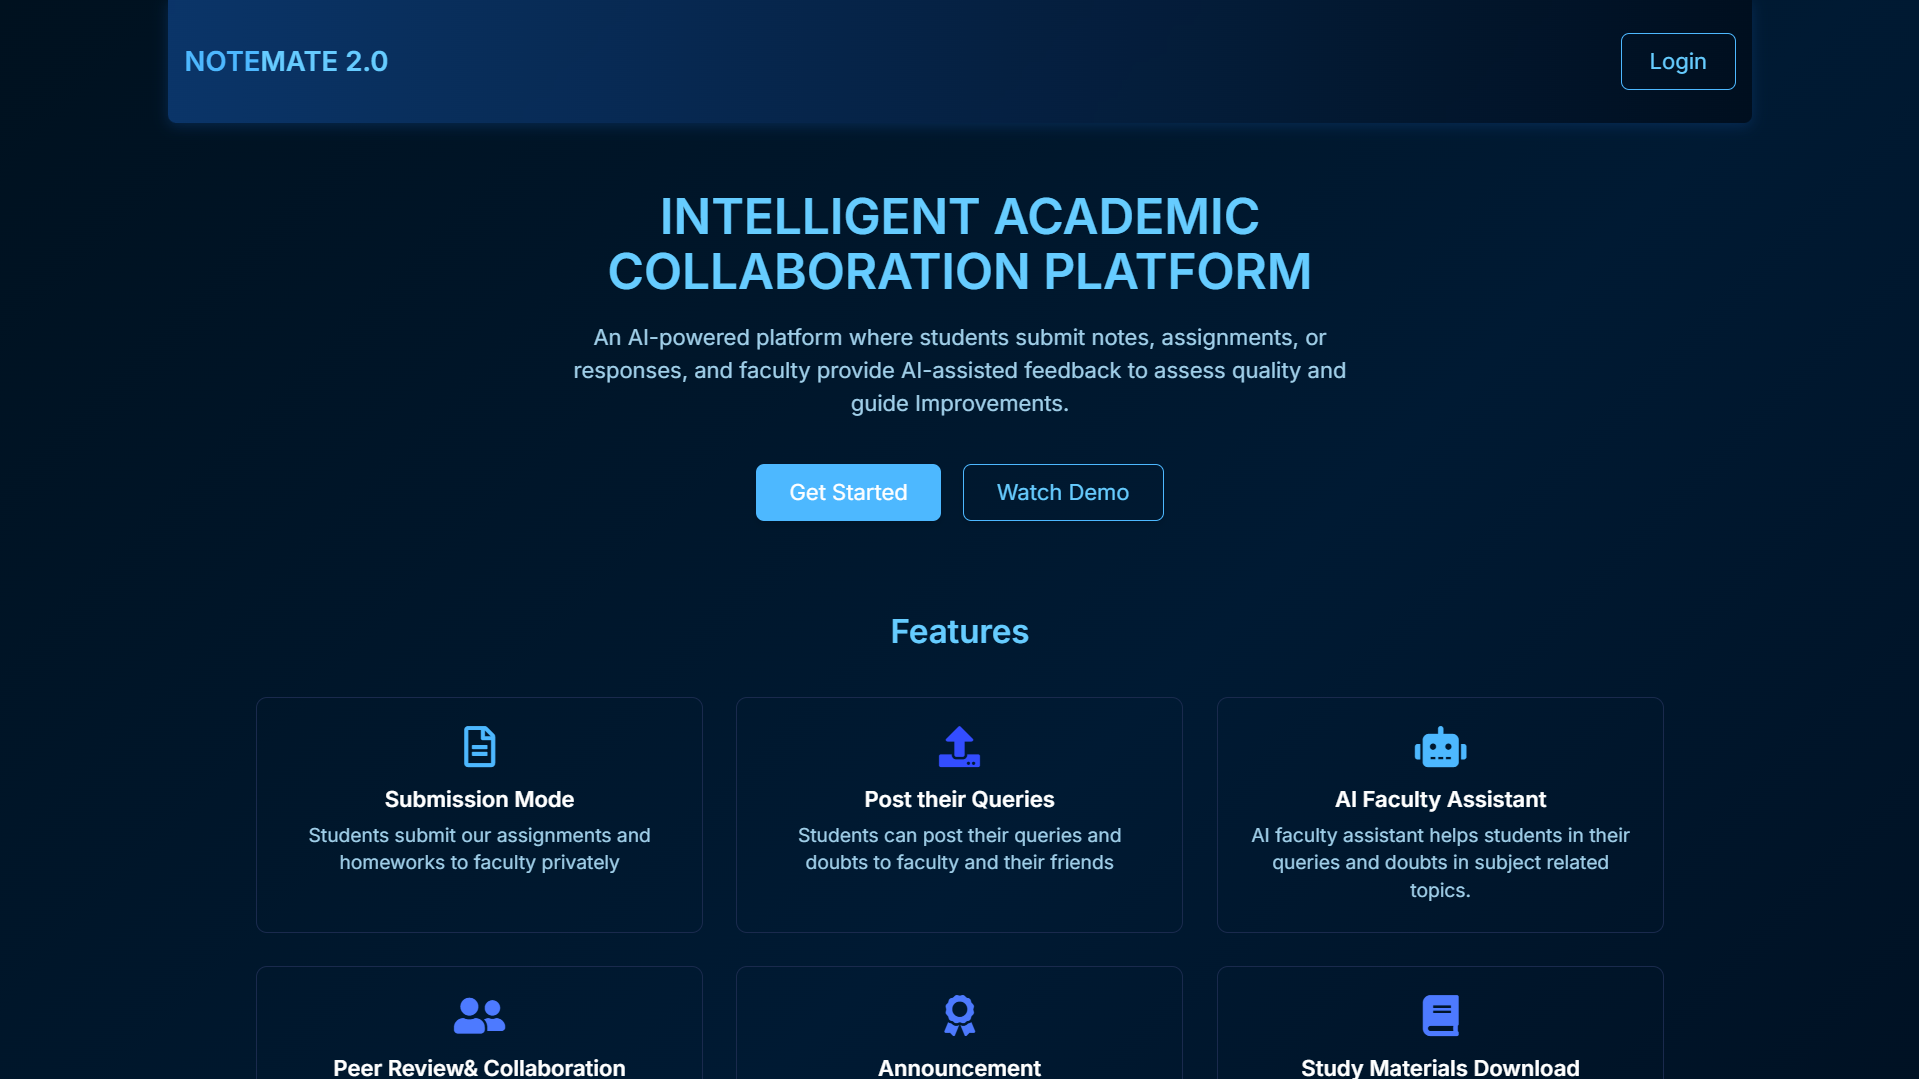 NOTEMATE 2.0
Login
INTELLIGENT ACADEMIC
COLLABORATION PLATFORM
An AI-powered platform where students submit notes, assignments, or
responses, and faculty provide AI-assisted feedback to assess quality and
guide Improvements.
Get Started
Watch Demo
Features
Submission Mode
Students submit our assignments and
homeworks to faculty privately
Post their Queries
Students can post their queries and
doubts to faculty and their friends
AI Faculty Assistant
AI faculty assistant helps students in their
queries and doubts in subject related
topics.
Peer Review& Collaboration
Announcement
Study Materials Download